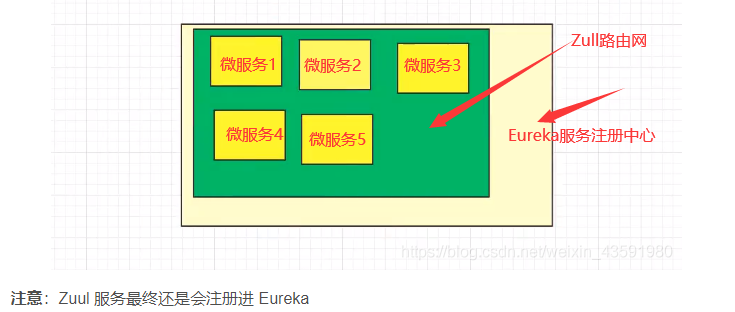 Zull路由网
微服务1
微服务2
微服务3
微服务4
微服务5
Eureka服务注册中心
https://blog.csdn.net/weixin_43591980
注意：Zuul 服务最终还是会注册进 Eureka